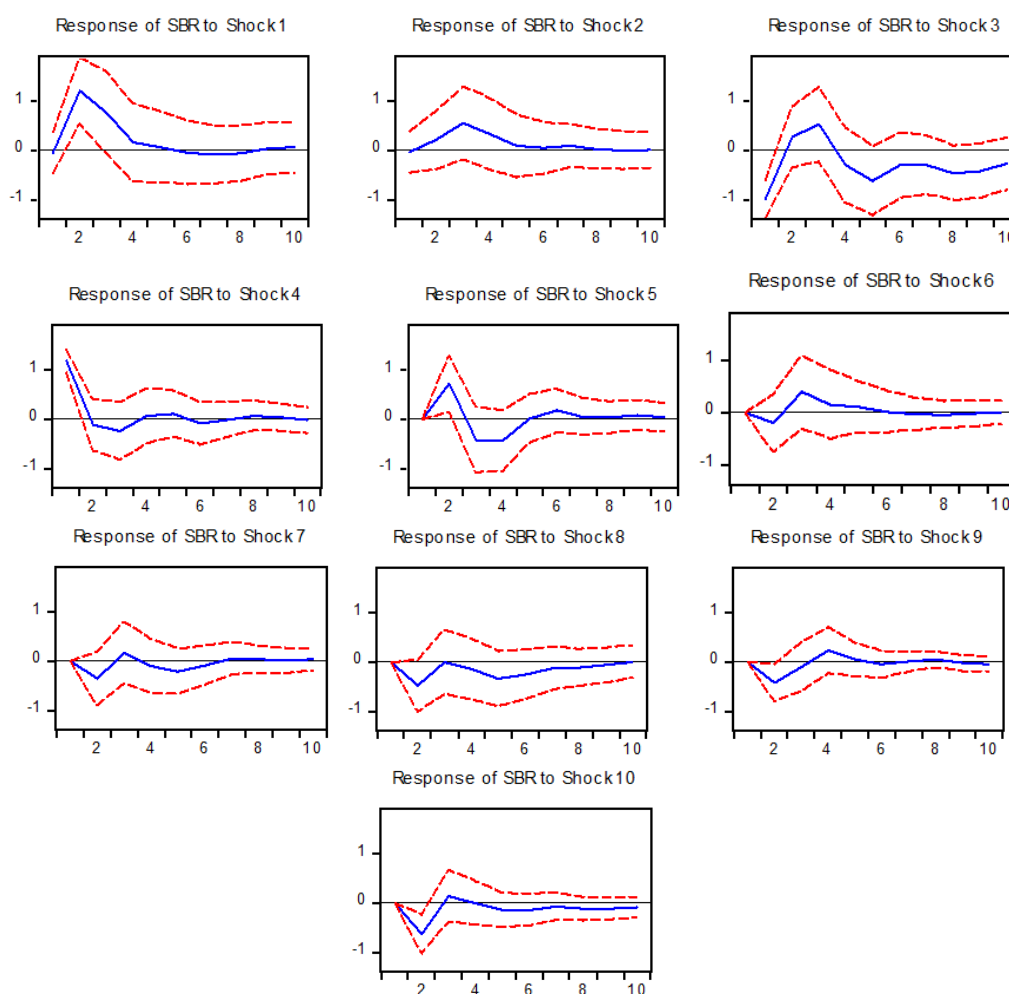 Response of SBR to Shock1
Response of SBR to Shock2
Response of SBR to Shock3
1
0
-1
2 4 6 8 10
1
0
-1
2 4 6 8 10
1
0
-1
2 4 6 8 10
Response of SBR to Shock4
Response of SBR to Shock5
Response of SBR to Shock6
1
0
-1
2 4 6 8 10
1
0
-1
2 4 6 8 10
1
0
-1
2 4 6 8 10
Response of SBR to Shock7
Response of SBR to Shock8
Response of SBR to Shock9
1
0
-1
2 4 6 8 10
1
0
-1
2 4 6 8 10
1
0
-1
2 4 6 8 10
Response of SBR to Shock10
1
0
-1
2 4 6 8 10